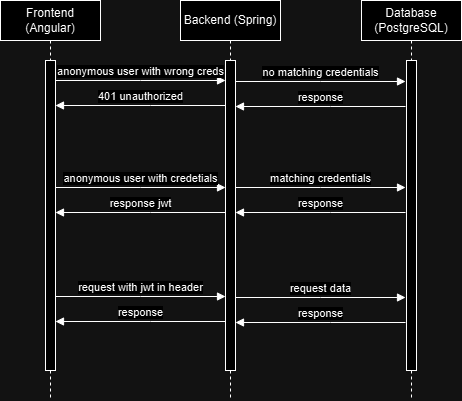 Frontend
(Angular)
Backend (Spring)
Database
(PostgreSQL)
anonymous user with wrong creds
no matching credentials
401 unauthorized
response
anonymous user with credetials
matching credentials
response jwt
response
request with jwt in header
request data
response
response